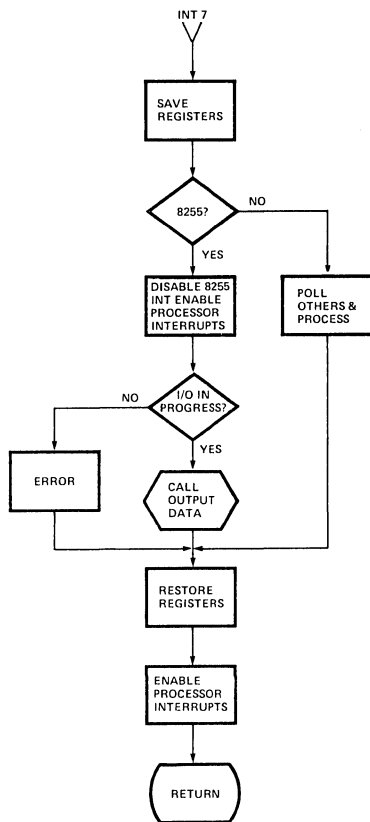 INT 7
SAVE
REGISTERS
8255?
NO
YES
DISABLE 8255
INT ENABLE
PROCESSOR
INTERRUPTS
POLL
OTHERS &
PROCESS
NO
I/O IN
PROGRESS?
YES
ERROR
CALL
OUTPUT
DATA
RESTORE
REGISTERS
ENABLE
PROCESSOR
INTERRUPTS
RETURN